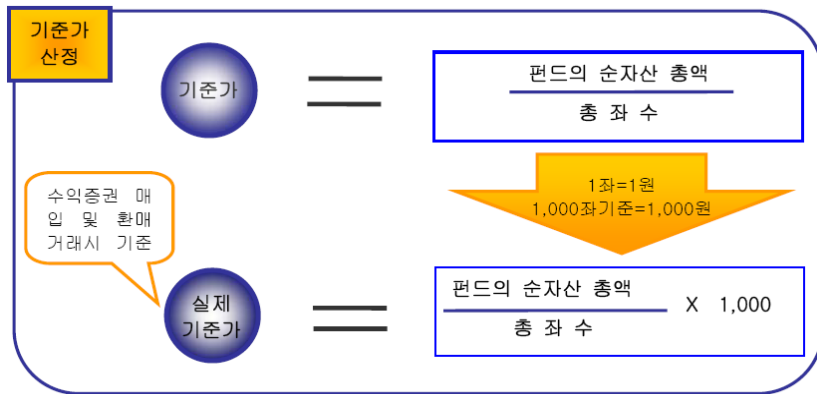 기준가
산정
기준가
펀드의 순자산 총액
총 좌 수
1좌=1원
1,000좌기준=1,000원
수익증권 매
입 및 환매
거래시 기준
실제
기준가
펀드의 순자산 총액
총 좌 수
X 1,000